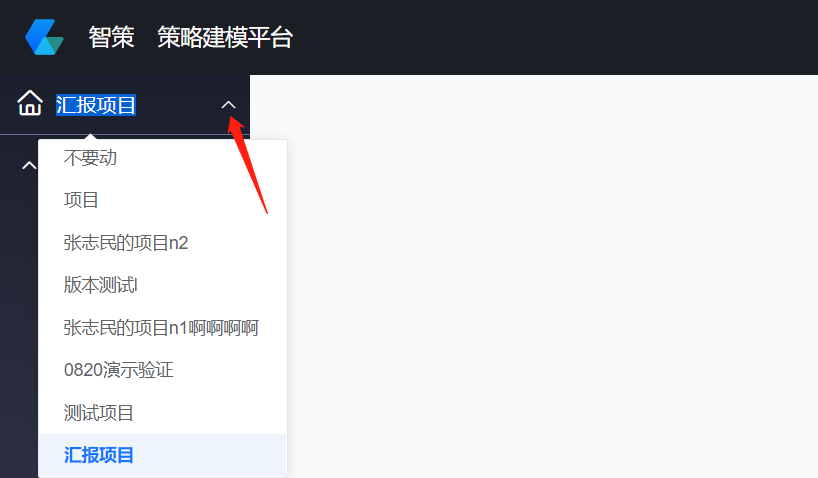 智策 策略建模平台
汇报项目
不要动
项目
张志民的项目n2
版本测试l
张志民的项目n1啊啊啊啊
0820演示验证
测试项目
汇报项目